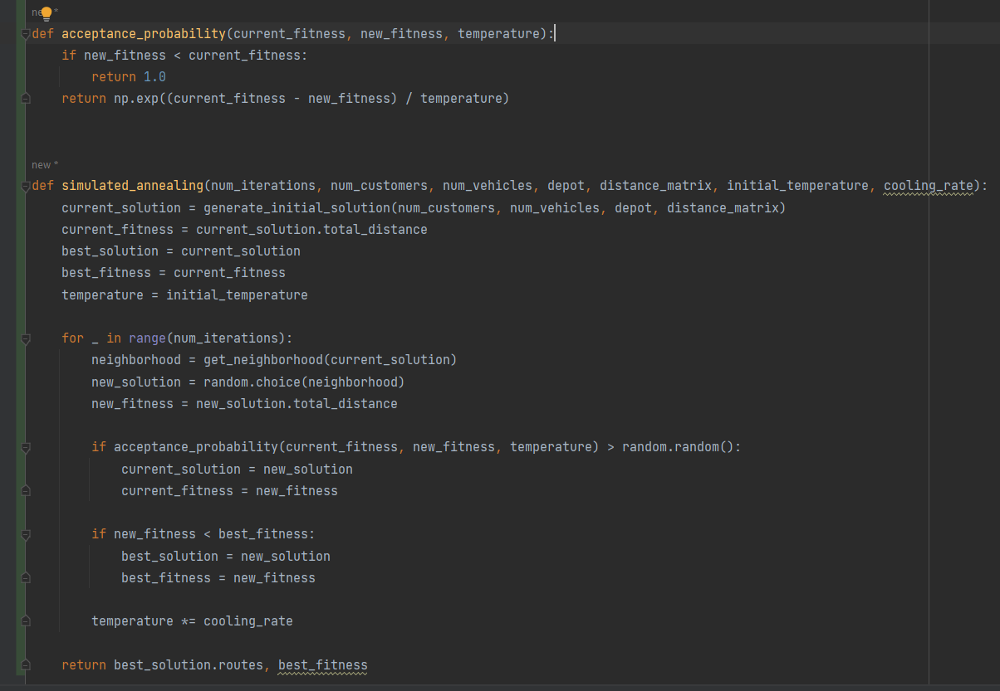 new *
def acceptance_probability(current_fitness, new_fitness, temperature):
    if new_fitness < current_fitness:
        return 1.0
    return np.exp((current_fitness - new_fitness) / temperature)
new *
def simulated_annealing(num_iterations, num_customers, num_vehicles, depot, distance_matrix, initial_temperature, cooling_rate):
    current_solution = generate_initial_solution(num_customers, num_vehicles, depot, distance_matrix)
    current_fitness = current_solution.total_distance
    best_solution = current_solution
    best_fitness = current_fitness
    temperature = initial_temperature
    for _ in range(num_iterations):
        neighborhood = get_neighborhood(current_solution)
        new_solution = random.choice(neighborhood)
        new_fitness = new_solution.total_distance
        if acceptance_probability(current_fitness, new_fitness, temperature) > random.random():
            current_solution = new_solution
            current_fitness = new_fitness
        if new_fitness < best_fitness:
            best_solution = new_solution
            best_fitness = new_fitness
        temperature *= cooling_rate
    return best_solution.routes, best_fitness